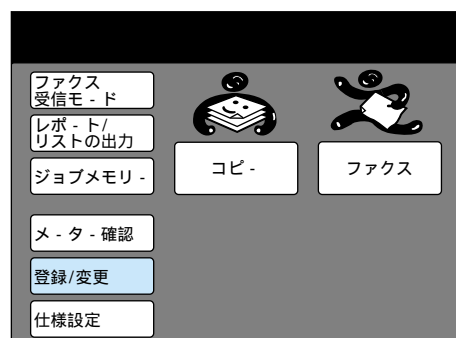 ファクス
受信モ - ド
レポ - ト/
リストの出力
ジョブメモリ -
コピ -
ファクス
メ - タ - 確認
登録/変更
仕様設定